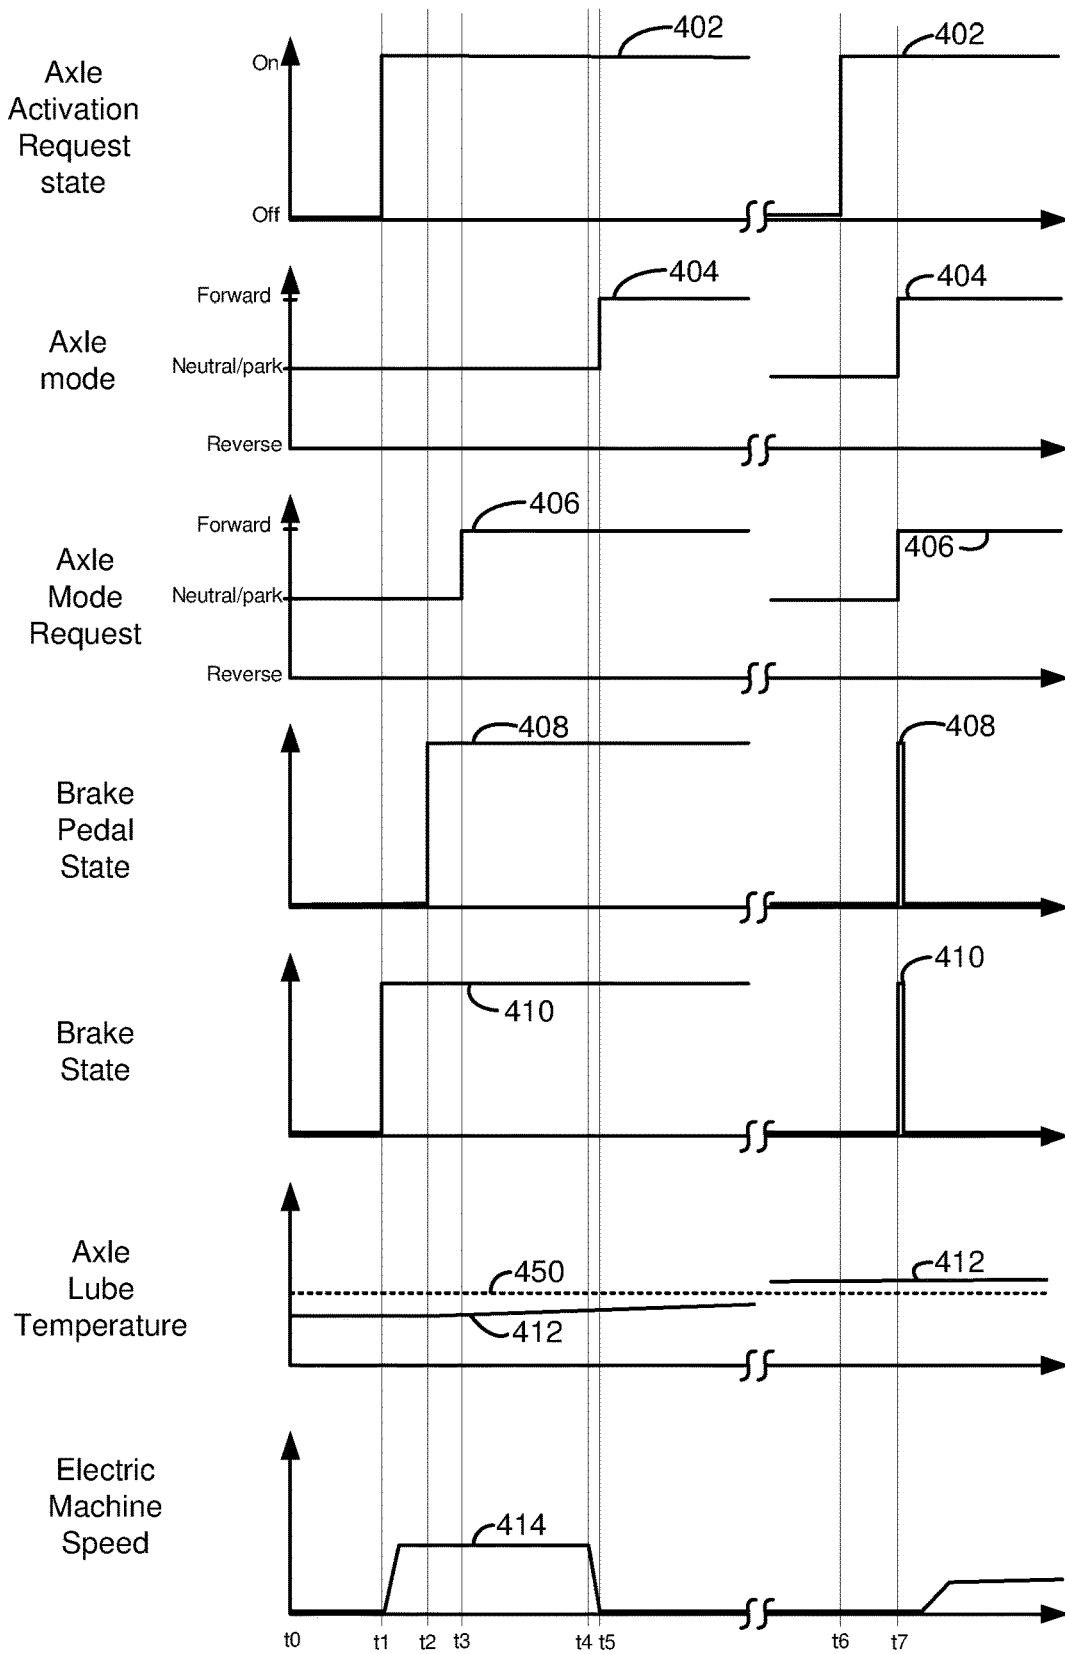 402
402
On
Axle
Activation
Request
state
Off
404
404
Forward
Axle
mode
Neutral/park
Reverse
406
Forward
406
Axle
Mode
Request
Neutral/park
Reverse
408
408
Brake
Pedal
State
410
410
Brake
State
Axle
Lube
Temperature
450
412
412
Electric
Machine
Speed
414
t0
t1
t2
t3
t4
t5
t6
t7